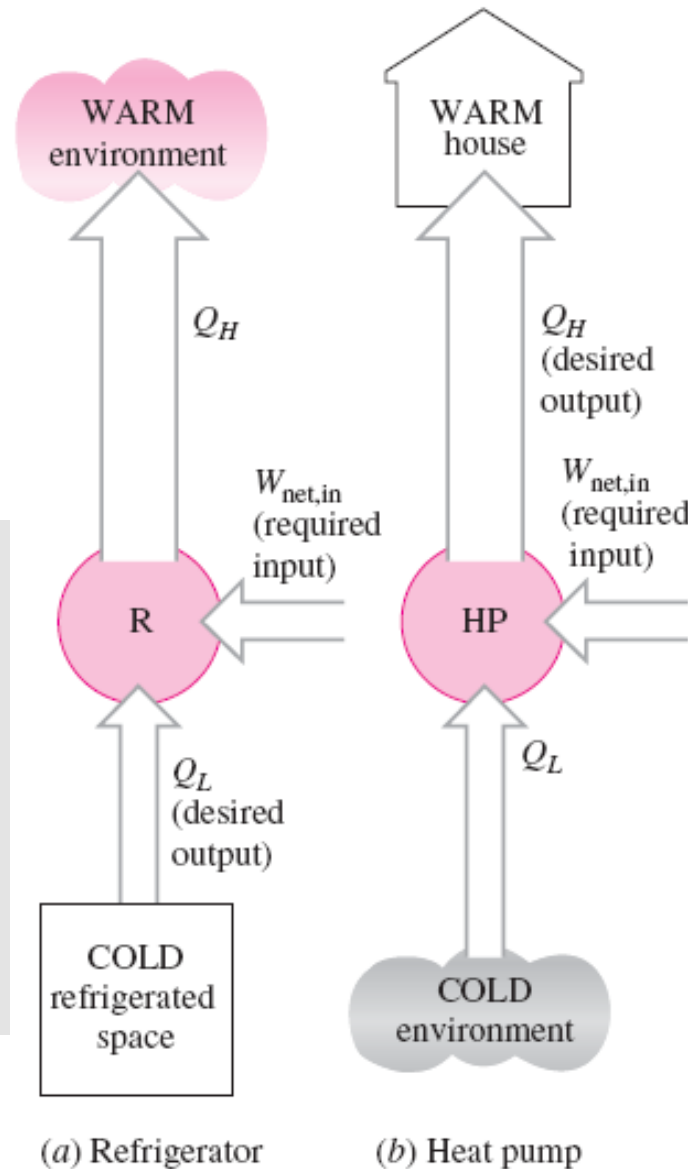 WARM
environment
Q_H
W_net,in
(required
input)
R
Q_L
(desired
output)
COLD
refrigerated
space
(a) Refrigerator
WARM
house
Q_H
(desired
output)
W_net,in
(required
input)
HP
Q_L
COLD
environment
(b) Heat pump